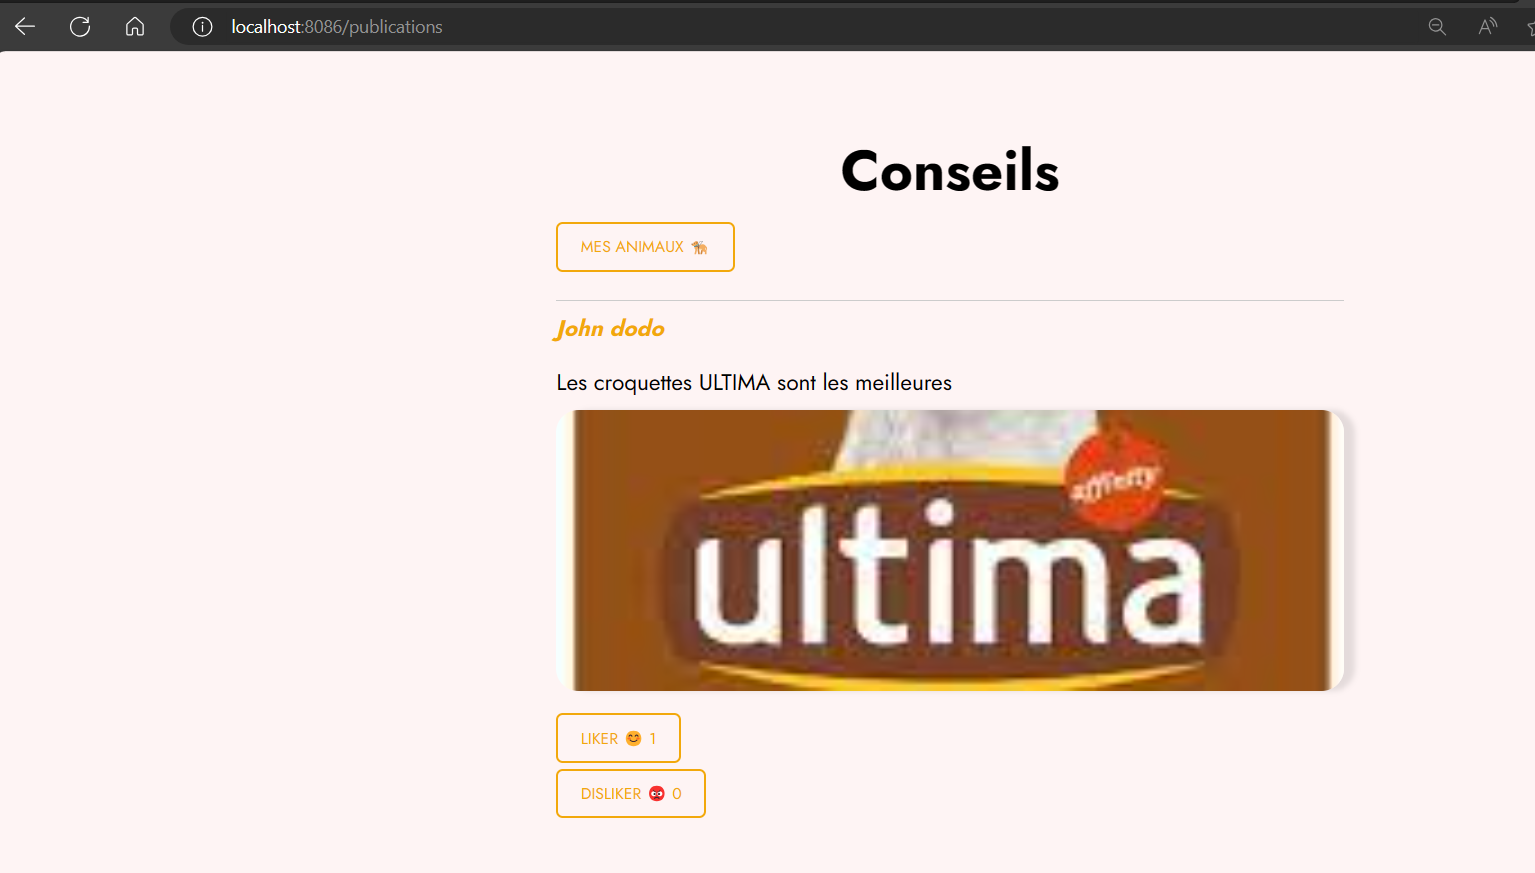 localhost:8086/publications
Conseils
MES ANIMAUX
John dodo
Les croquettes ULTIMA sont les meilleures
affinity
ultima
LIKER 😊 1
DISLIKER 👹 0